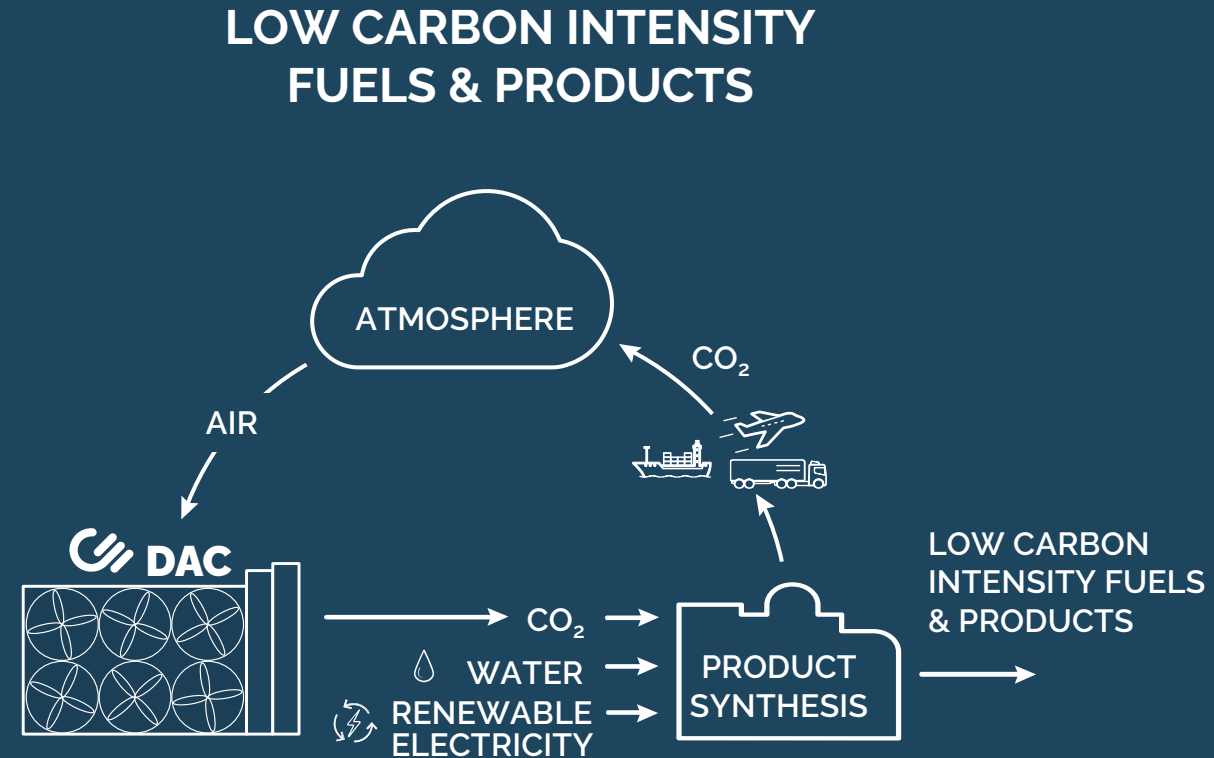 LOW CARBON INTENSITY
FUELS & PRODUCTS
ATMOSPHERE
CO₂
AIR
DAC
LOW CARBON
INTENSITY FUELS
& PRODUCTS
CO₂
WATER
RENEWABLE
ELECTRICITY
PRODUCT
SYNTHESIS